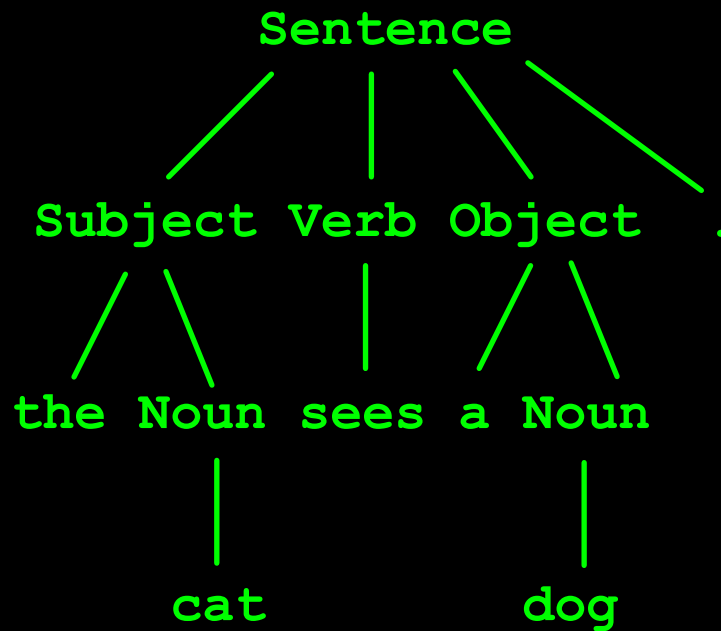 Sentence
Subject Verb Object .
the Noun sees a Noun
cat dog